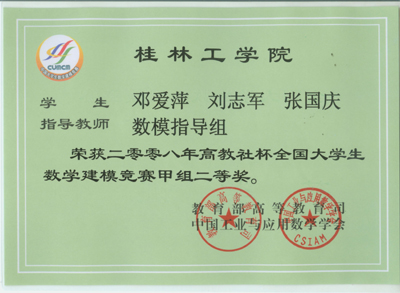 CUMCM
桂林工学院
学 生 邓爱萍 刘志军 张国庆
指导教师 数模指导组
荣获二零零八年高教社杯全国大学生
数学建模竞赛甲组二等奖。
教育部高等教育司
中国工业与应用数学学会
CSIAM